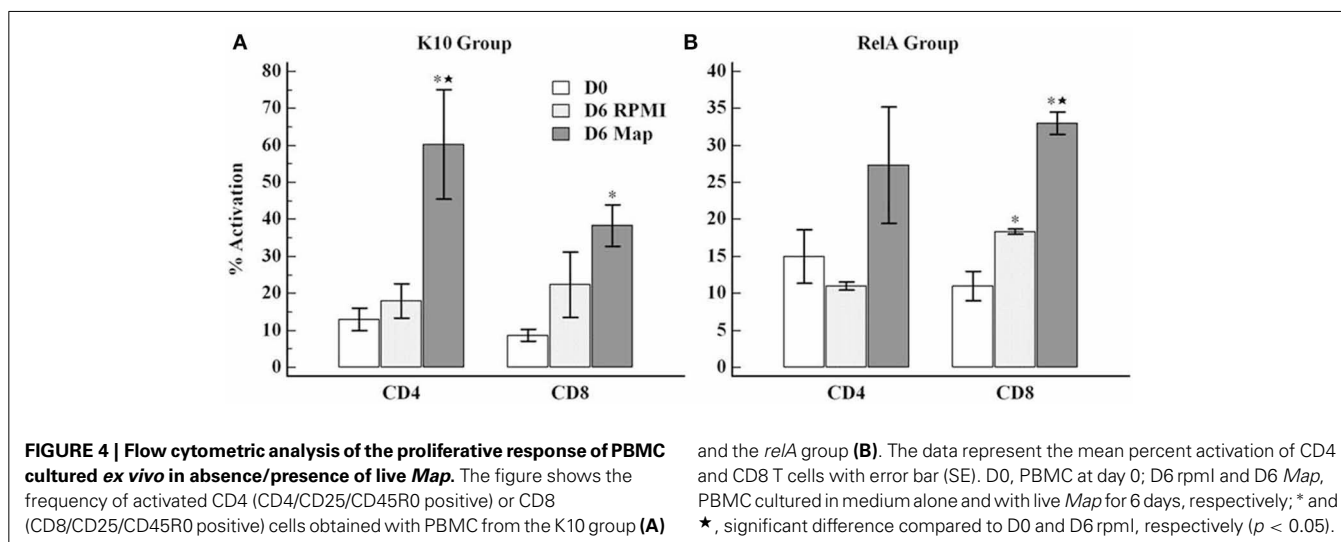 A
K10 Group
80
70
60
50
40
30
20
10
0
% Activation
*★
*
D0
D6 RPMI
D6 Map
CD4
CD8
B
RelA Group
40
35
30
25
20
15
10
5
0
*
*★
CD4
CD8
FIGURE 4 | Flow cytometric analysis of the proliferative response of PBMC
cultured ex vivo in absence/presence of live Map. The figure shows the
frequency of activated CD4 (CD4/CD25/CD45R0 positive) or CD8
(CD8/CD25/CD45R0 positive) cells obtained with PBMC from the K10 group (A)
and the relA group (B). The data represent the mean percent activation of CD4
and CD8 T cells with error bar (SE). D0, PBMC at day 0; D6 rpml and D6 Map,
PBMC cultured in medium alone and with live Map for 6 days, respectively; * and
★, significant difference compared to D0 and D6 rpml, respectively (p < 0.05).